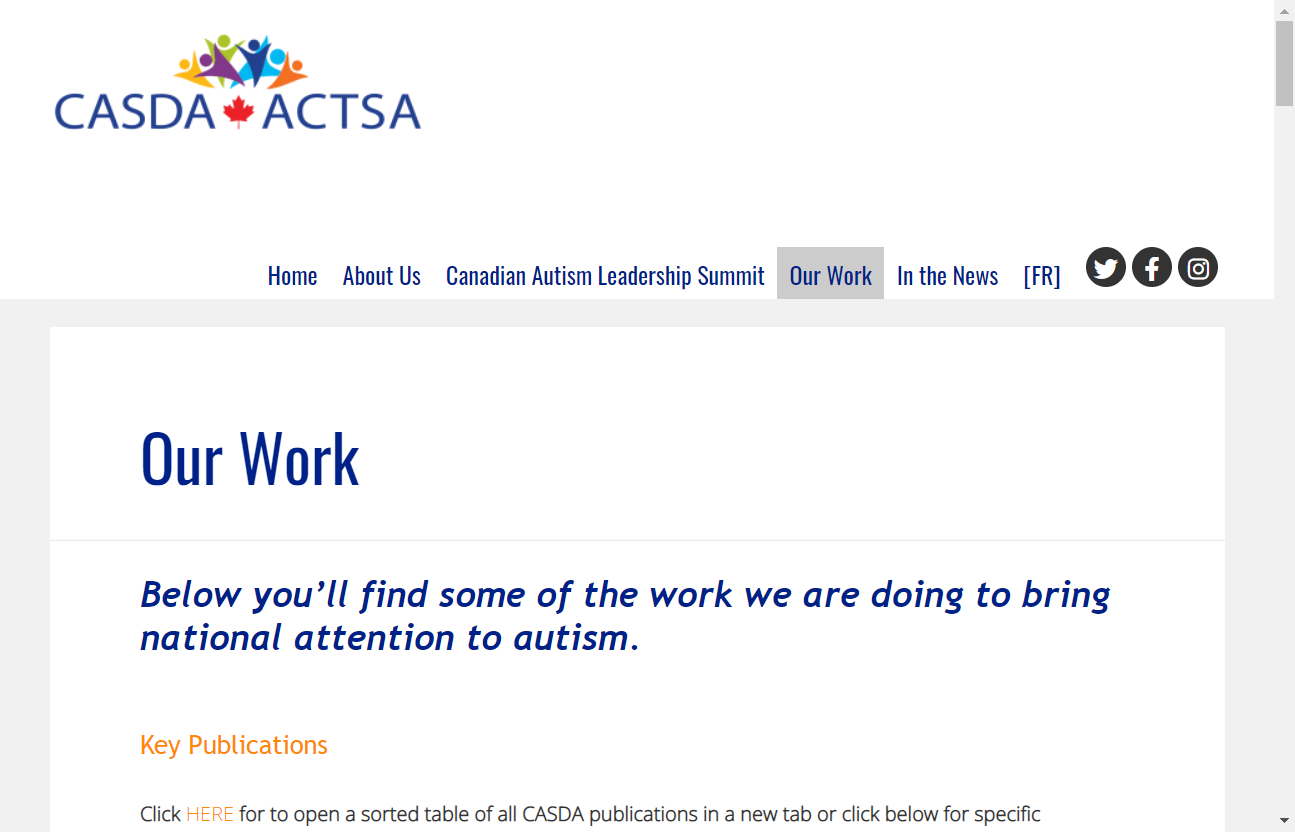 CASDA ACTSA
Home About Us Canadian Autism Leadership Summit Our Work In the News [FR]
Our Work
Below you’ll find some of the work we are doing to bring
national attention to autism.
Key Publications
Click HERE for to open a sorted table of all CASDA publications in a new tab or click below for specific